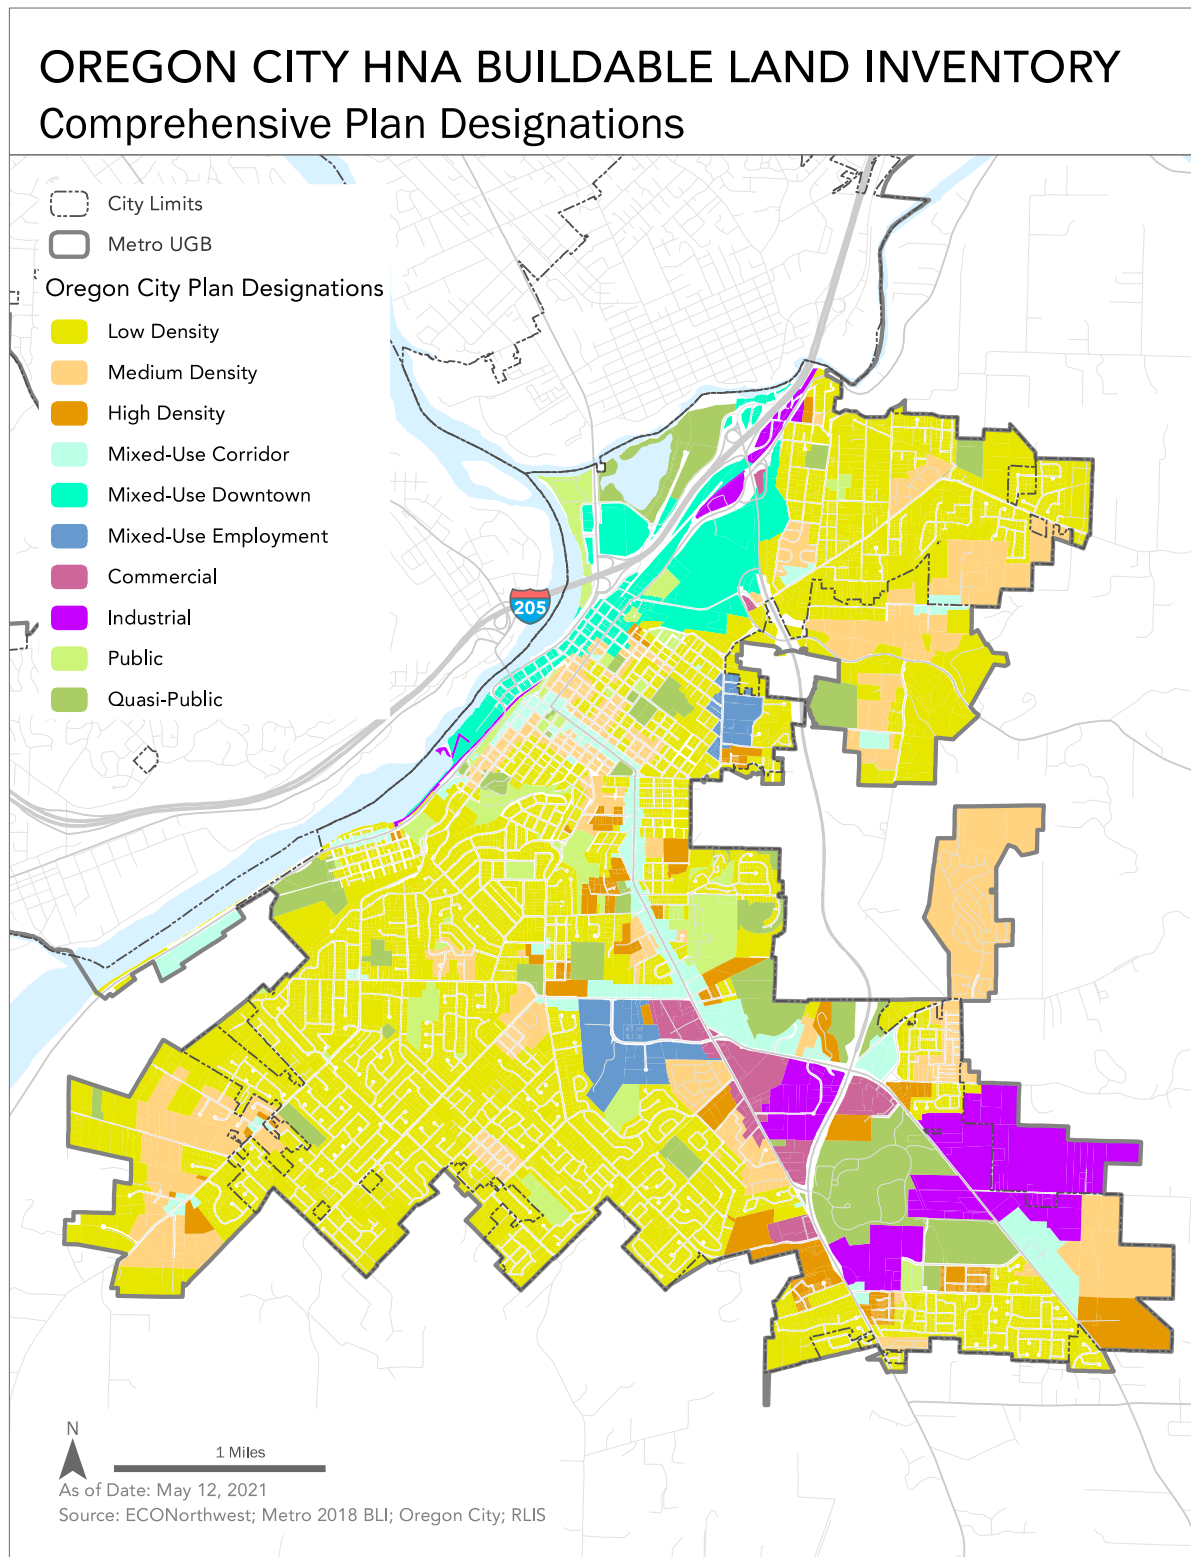 OREGON CITY HNA BUILDABLE LAND INVENTORY
Comprehensive Plan Designations
City Limits
Metro UGB
Oregon City Plan Designations
Low Density
Medium Density
High Density
Mixed-Use Corridor
Mixed-Use Downtown
Mixed-Use Employment
Commercial
Industrial
Public
Quasi-Public
205
N
1 Miles
As of Date: May 12, 2021
Source: ECONorthwest; Metro 2018 BLI; Oregon City; RLIS